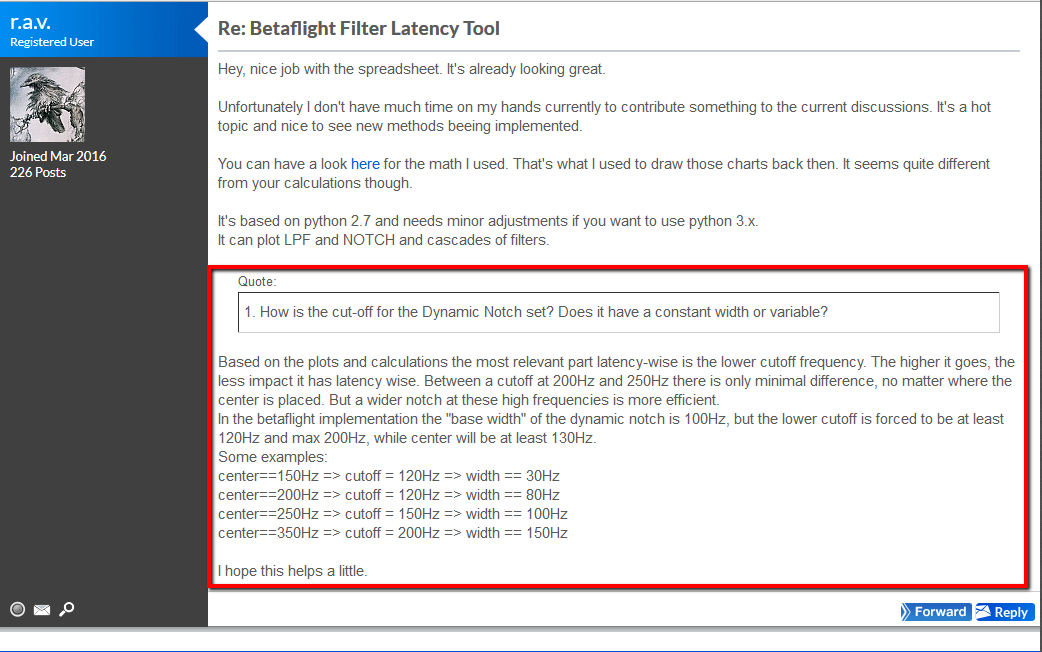 r.a.v.
Registered User
Joined Mar 2016
226 Posts
Re: Betaflight Filter Latency Tool
Hey, nice job with the spreadsheet. It's already looking great.
Unfortunately I don't have much time on my hands currently to contribute something to the current discussions. It's a hot
topic and nice to see new methods beeing implemented.
You can have a look here for the math I used. That's what I used to draw those charts back then. It seems quite different
from your calculations though.
It's based on python 2.7 and needs minor adjustments if you want to use python 3.x.
It can plot LPF and NOTCH and cascades of filters.
Quote:
1. How is the cut-off for the Dynamic Notch set? Does it have a constant width or variable?
Based on the plots and calculations the most relevant part latency-wise is the lower cutoff frequency. The higher it goes, the
less impact it has latency wise. Between a cutoff at 200Hz and 250Hz there is only minimal difference, no matter where the
center is placed. But a wider notch at these high frequencies is more efficient.
In the betaflight implementation the "base width" of the dynamic notch is 100Hz, but the lower cutoff is forced to be at least
120Hz and max 200Hz, while center will be at least 130Hz.
Some examples:
center==150Hz => cutoff = 120Hz => width == 30Hz
center==200Hz => cutoff = 120Hz => width == 80Hz
center==250Hz => cutoff = 150Hz => width == 100Hz
center==350Hz => cutoff = 200Hz => width == 150Hz
I hope this helps a little.
Forward
Reply